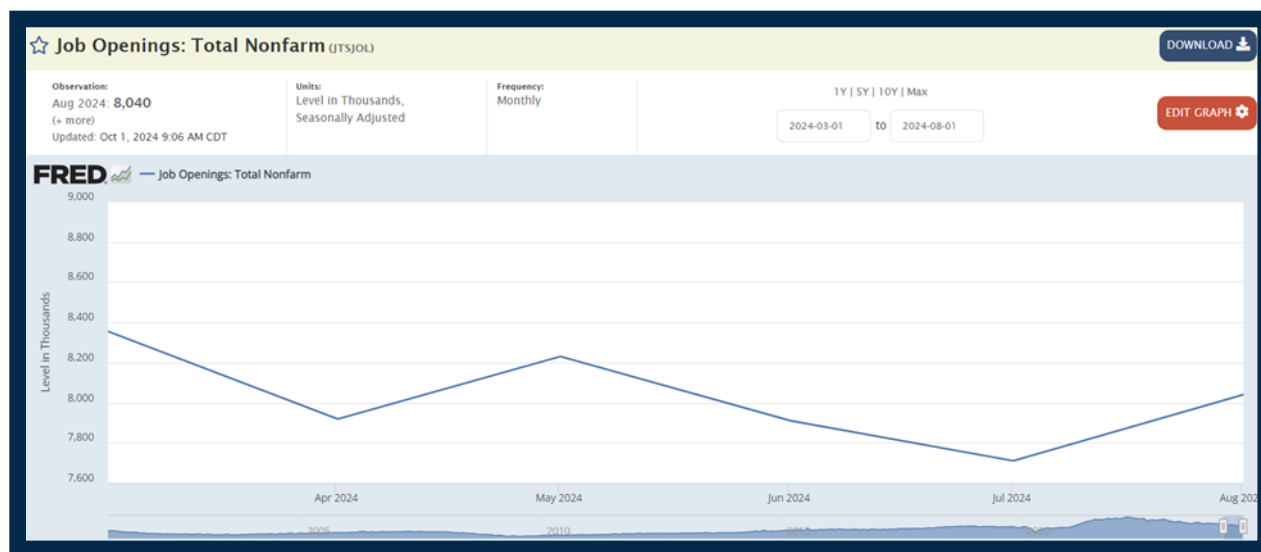 Job Openings: Total Nonfarm (JTSJOL)
DOWNLOAD
Observation:
Aug 2024: 8,040
(+ more)
Updated: Oct 1, 2024 9:06 AM CDT
Units:
Level in Thousands,
Seasonally Adjusted
Frequency:
Monthly
1Y | 5Y | 10Y | Max
2024-03-01 to 2024-08-01
EDIT GRAPH
FRED Job Openings: Total Nonfarm
9,000
8,800
8,600
8,400
8,200
8,000
7,800
7,600
Level in Thousands
Apr 2024
May 2024
Jun 2024
Jul 2024
Aug 202
2005
2010